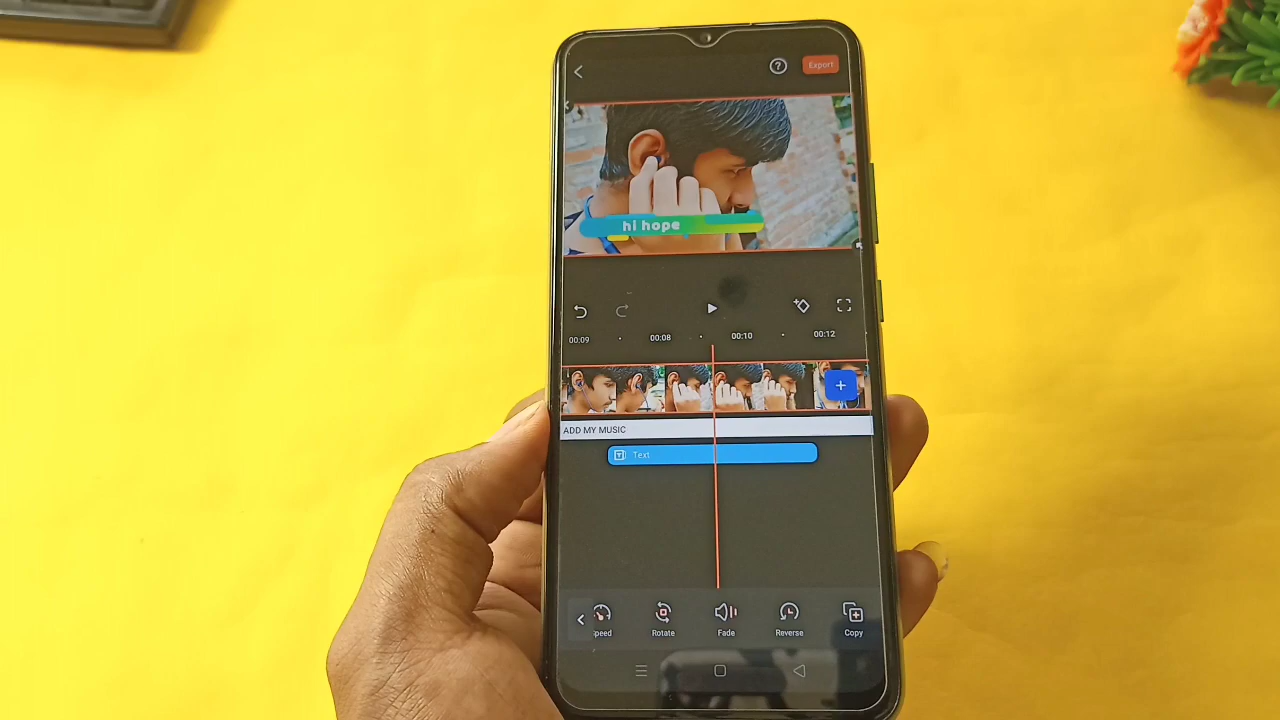 Export
hi hope
00:09 00:08 00:10 00:12
ADD MY MUSIC
Text
Speed Rotate Fade Reverse Copy